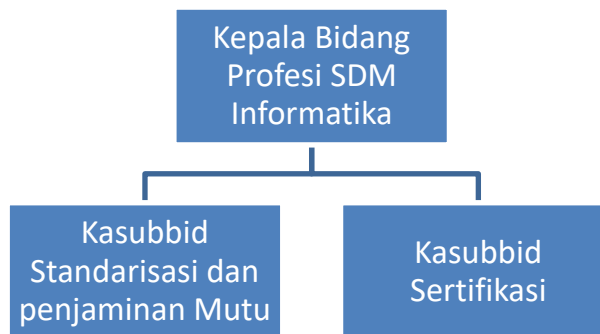 Kepala Bidang
Profesi SDM
Informatika
Kasubbid
Standarisasi dan
penjaminan Mutu
Kasubbid
Sertifikasi